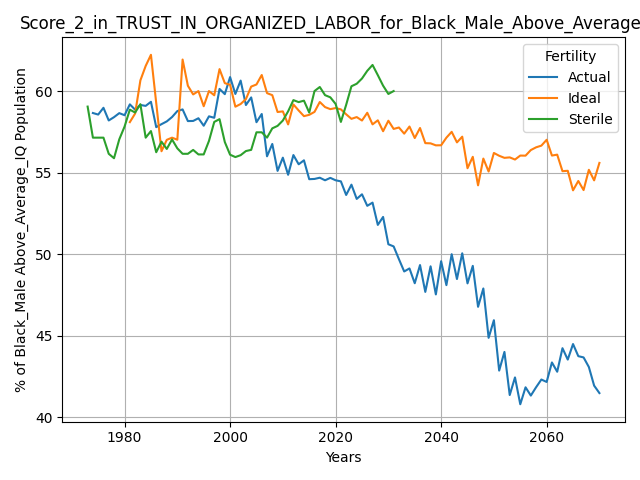 Score_2_in_TRUST_IN_ORGANIZED_LABOR_for_Black_Male_Above_Average
Fertility
Actual
Ideal
Sterile
% of Black_Male Above_Average_IQ Population
60
55
50
45
40
1980
2000
2020
2040
2060
Years